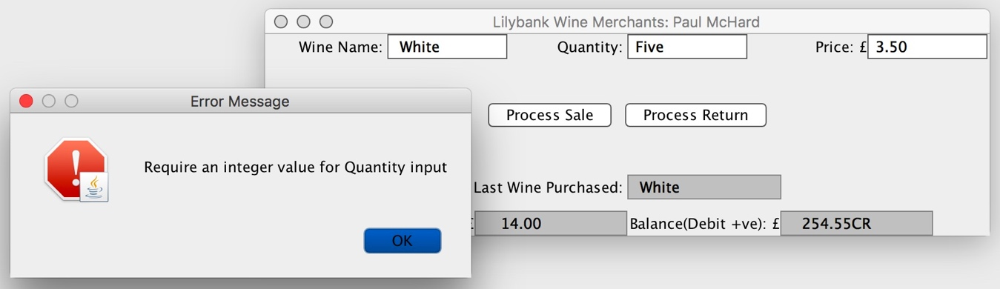 Lilybank Wine Merchants: Paul McHard
Wine Name: White Quantity: Five Price: £ 3.50
Error Message
Process Sale Process Return
Require an integer value for Quantity input
Last Wine Purchased: White
14.00 Balance(Debit +ve): £ 254.55CR
OK